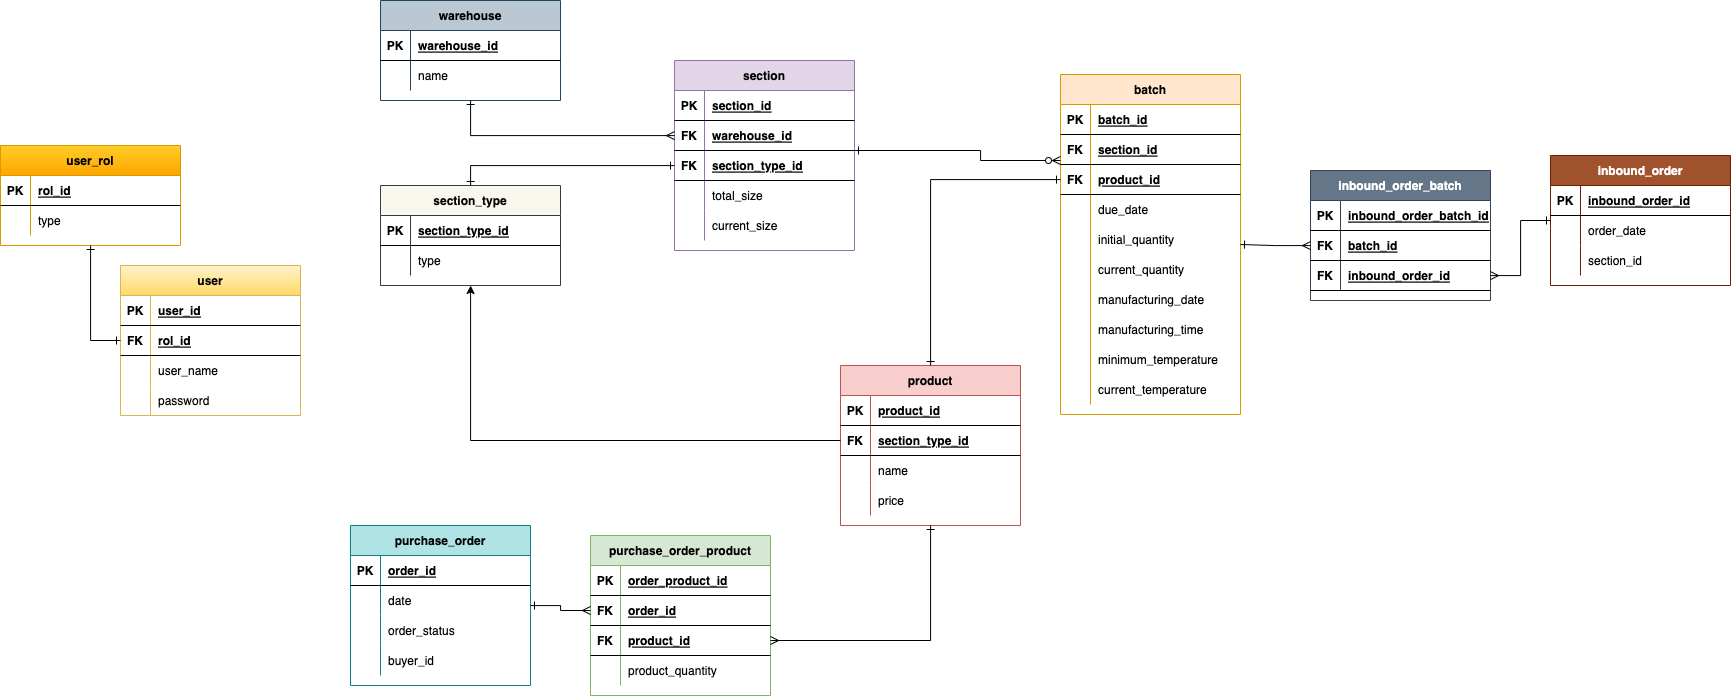 warehouse
PK warehouse_id
name
section
PK section_id
FK warehouse_id
FK section_type_id
total_size
current_size
batch
PK batch_id
FK section_id
FK product_id
due_date
initial_quantity
current_quantity
manufacturing_date
manufacturing_time
minimum_temperature
current_temperature
user_rol
PK rol_id
type
section_type
PK section_type_id
type
inbound_order_batch
PK inbound_order_batch_id
FK batch_id
FK inbound_order_id
inbound_order
PK inbound_order_id
order_date
section_id
user
PK user_id
FK rol_id
user_name
password
product
PK product_id
FK section_type_id
name
price
purchase_order
PK order_id
date
order_status
buyer_id
purchase_order_product
PK order_product_id
FK order_id
FK product_id
product_quantity